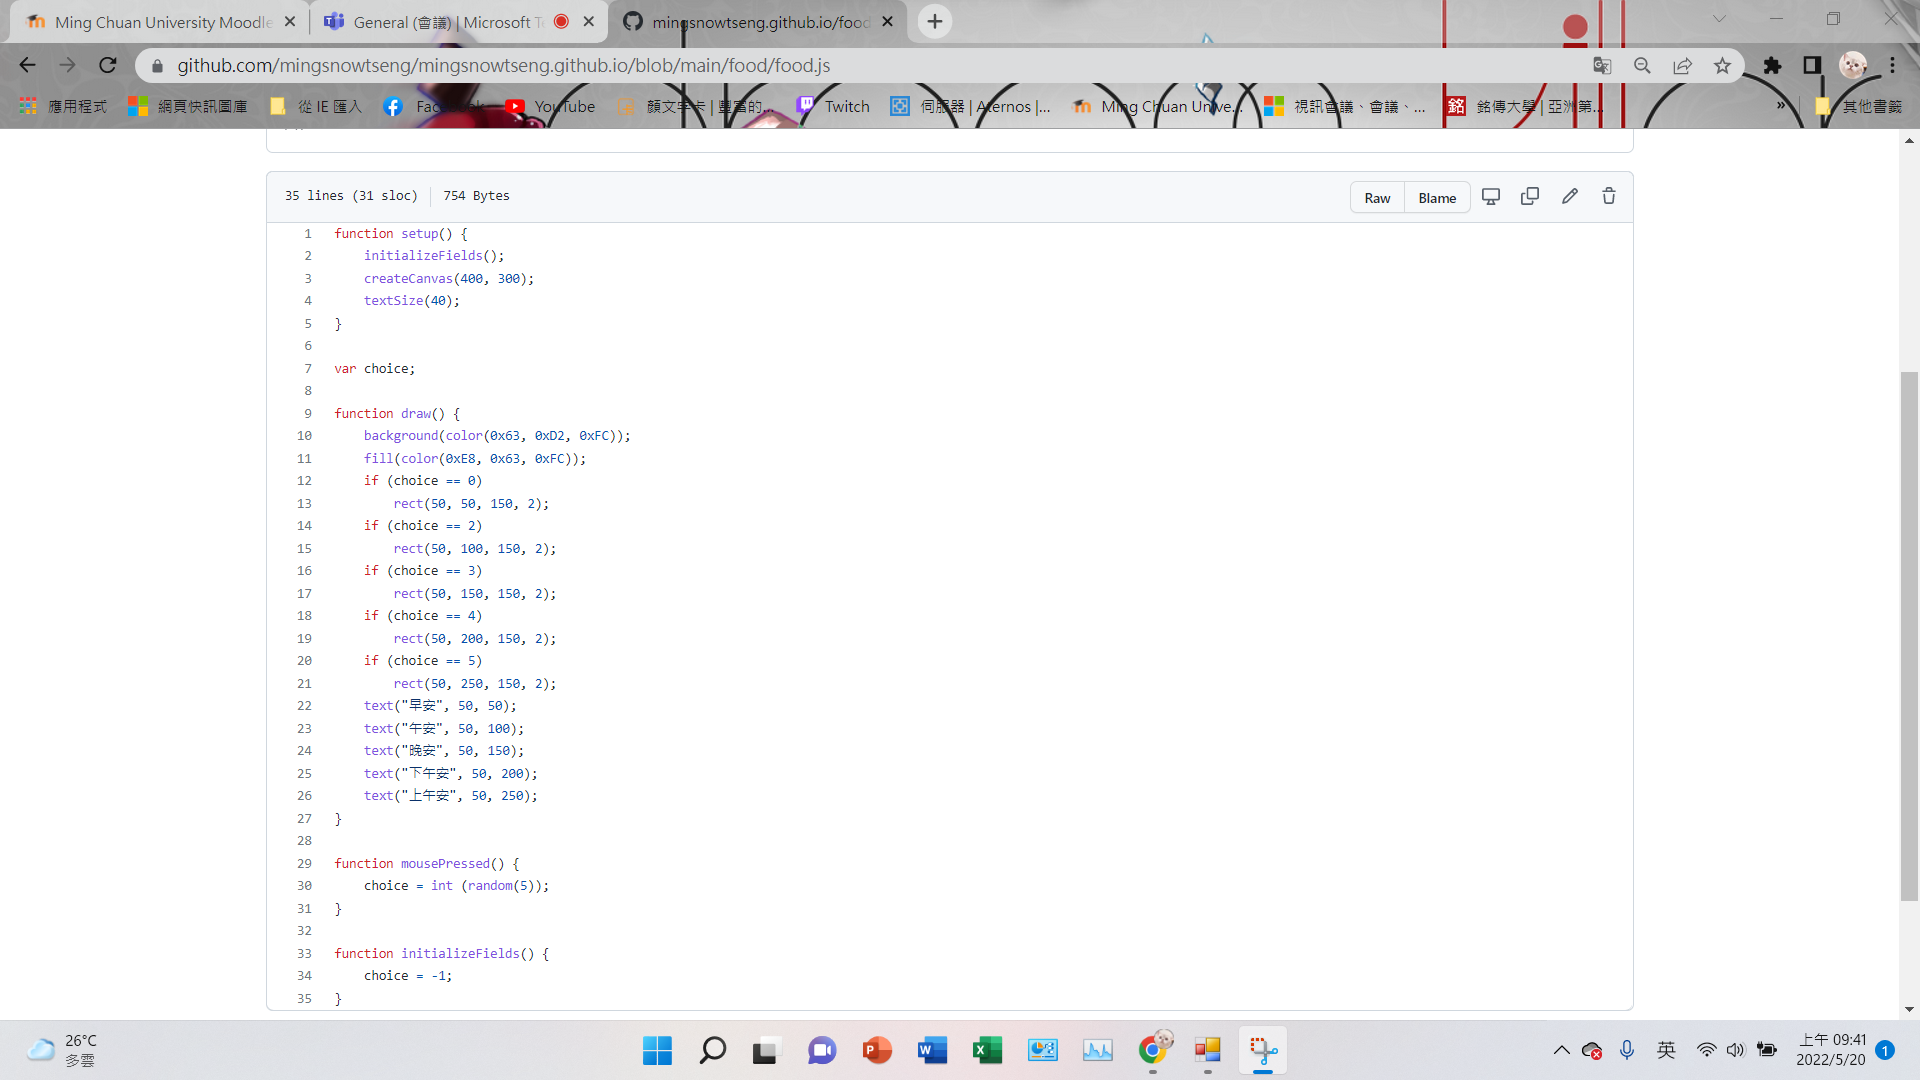 Ming Chuan University Moodle
General (會議) | Microsoft Te
mingsnowtseng.github.io/food
github.com/mingsnowtseng/mingsnowtseng.github.io/blob/main/food/food.js
應用程式
網頁快訊圖庫
從 IE 匯入
Facebook
YouTube
顏文字卡 | 豐富的...
Twitch
伺服器 | Aternos |...
Ming Chuan Unive...
視訊會議、會議、...
銘
銘傳大學 | 亞洲第...
»
其他書籤
35 lines (31 sloc)
754 Bytes
Raw
Blame
1 function setup() {
2 initializeFields();
3 createCanvas(400, 300);
4 textSize(40);
5 }
6
7 var choice;
8
9 function draw() {
10 background(color(0x63, 0xD2, 0xFC));
11 fill(color(0xE8, 0x63, 0xFC));
12 if (choice == 0)
13 rect(50, 50, 150, 2);
14 if (choice == 2)
15 rect(50, 100, 150, 2);
16 if (choice == 3)
17 rect(50, 150, 150, 2);
18 if (choice == 4)
19 rect(50, 200, 150, 2);
20 if (choice == 5)
21 rect(50, 250, 150, 2);
22 text("早安", 50, 50);
23 text("午安", 50, 100);
24 text("晚安", 50, 150);
25 text("下午安", 50, 200);
26 text("上午安", 50, 250);
27 }
28
29 function mousePressed() {
30 choice = int (random(5));
31 }
32
33 function initializeFields() {
34 choice = -1;
35 }
26°C
多雲
英
上午 09:41
2022/5/20
1